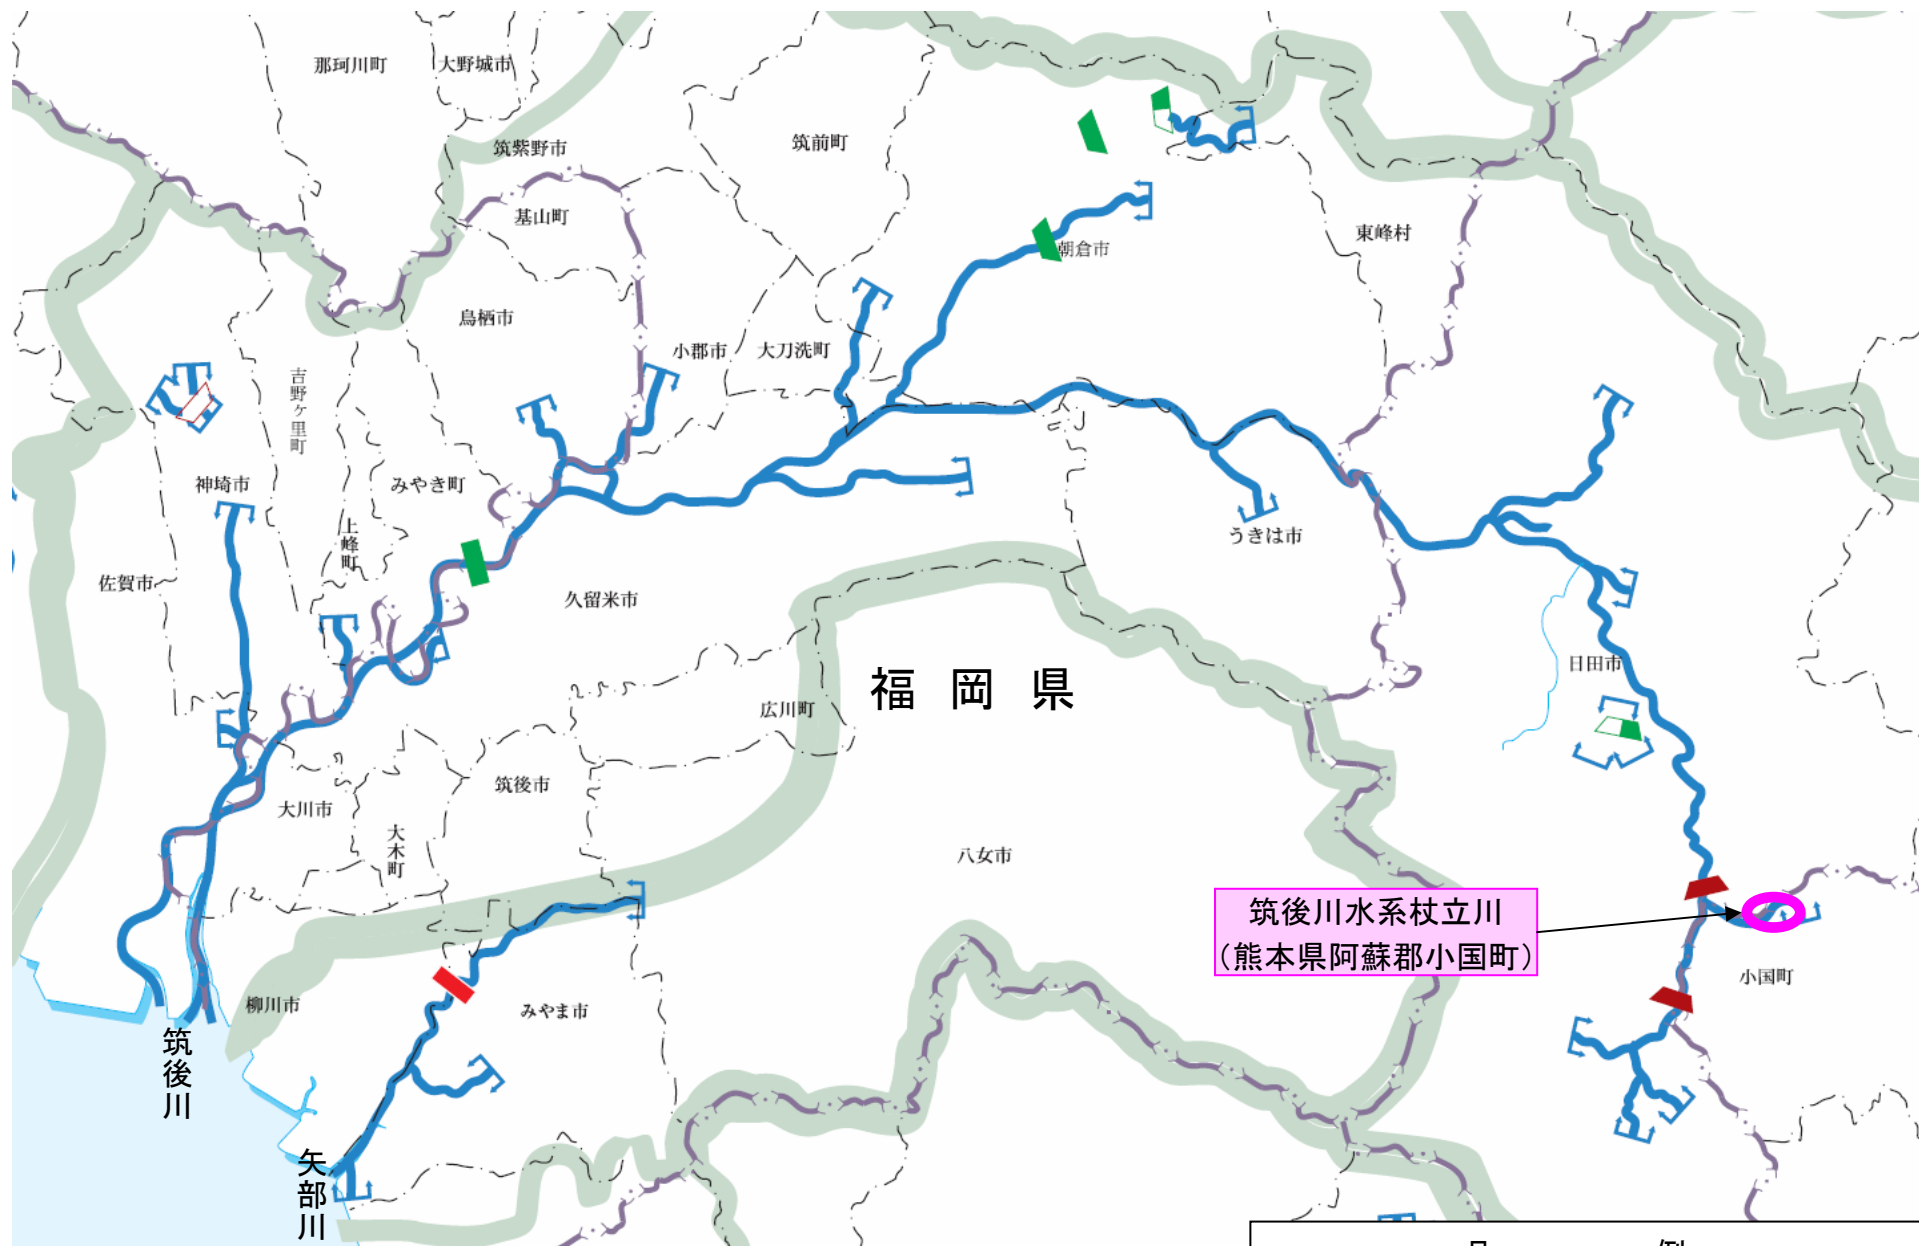 那珂川町
大野城市
筑紫野市
筑前町
基山町
東峰村
朝倉市
鳥栖市
小郡市
大刀洗町
吉野ヶ里町
神埼市
みやき町
上峰町
うきは市
佐賀市
久留米市
日田市
福岡県
広川町
筑後市
大川市
大木町
八女市
筑後川水系杖立川
（熊本県阿蘇郡小国町）
小国町
柳川市
みやま市
筑後川
矢部川